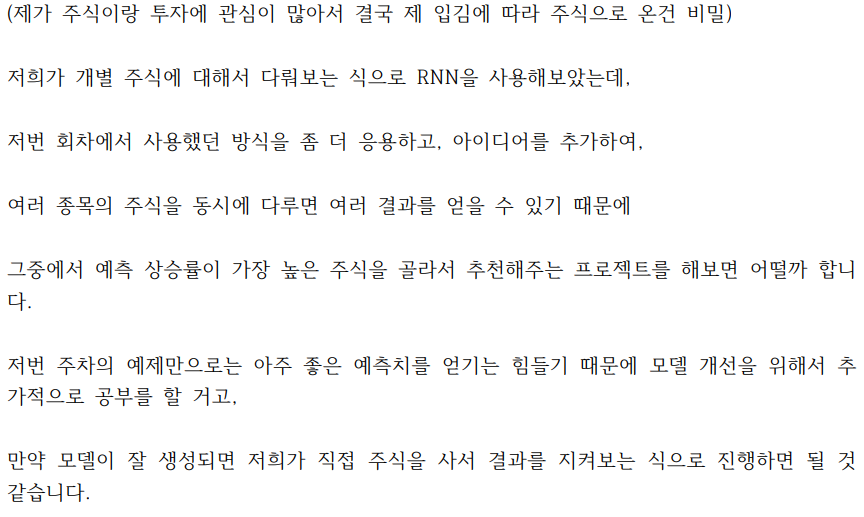 (제가 주식이랑 투자에 관심이 많아서 결국 제 입김에 따라 주식으로 온건 비밀)
저희가 개별 주식에 대해서 다뤄보는 식으로 RNN을 사용해보았는데,
저번 회차에서 사용했던 방식을 좀 더 응용하고, 아이디어를 추가하여,
여러 종목의 주식을 동시에 다루면 여러 결과를 얻을 수 있기 때문에
그중에서 예측 상승률이 가장 높은 주식을 골라서 추천해주는 프로젝트를 해보면 어떨까 합니
다.
저번 주차의 예제만으로는 아주 좋은 예측치를 얻기는 힘들기 때문에 모델 개선을 위해서 추
가적으로 공부를 할 거고,
만약 모델이 잘 생성되면 저희가 직접 주식을 사서 결과를 지켜보는 식으로 진행하면 될 것
같습니다.